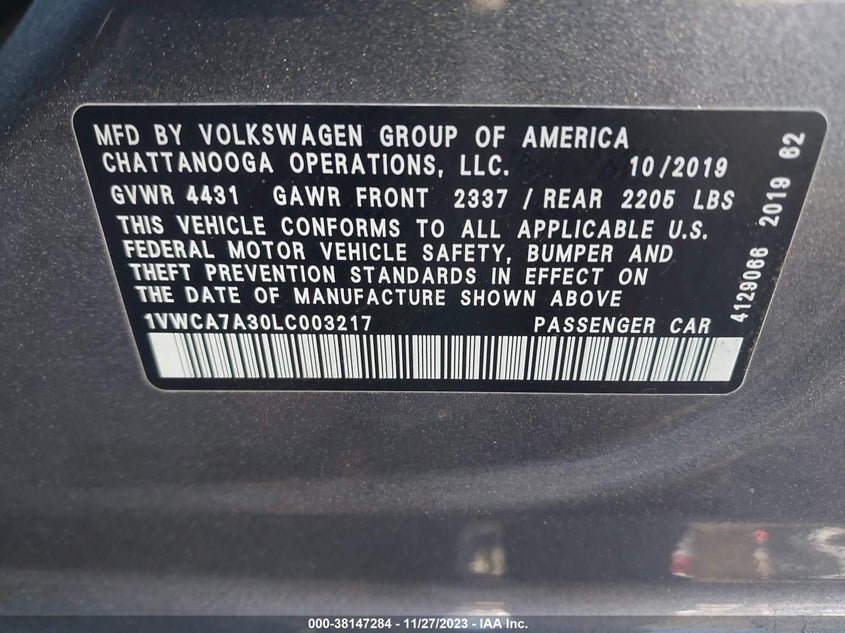 MFD BY VOLKSWAGEN GROUP OF AMERICA
CHATTANOOGA OPERATIONS, LLC. 10/2019
GVWR 4431 GAWR FRONT 2337 / REAR 2205 LBS
THIS VEHICLE CONFORMS TO ALL APPLICABLE U.S.
FEDERAL MOTOR VEHICLE SAFETY, BUMPER AND
THEFT PREVENTION STANDARDS IN EFFECT ON
THE DATE OF MANUFACTURE SHOWN ABOVE
1VWCA7A30LC003217 PASSENGER CAR
4129066 2019 62
000-38147284 - 11/27/2023 - IAA Inc.